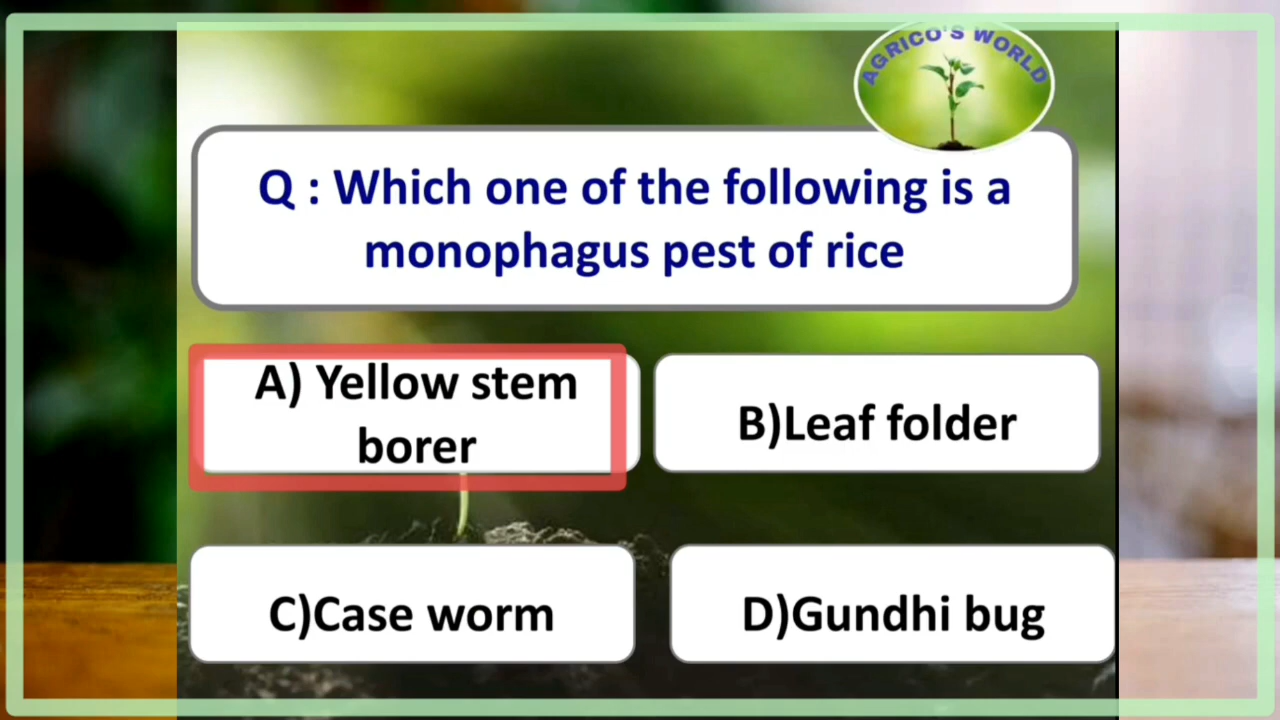 AGRICO'S WORLD
Q : Which one of the following is a
monophagus pest of rice
A) Yellow stem
borer
B)Leaf folder
C)Case worm
D)Gundhi bug